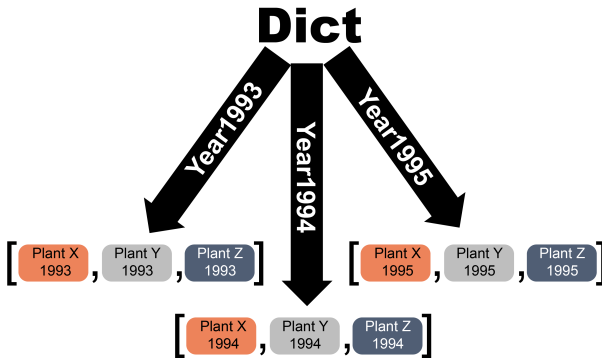 Dict
Year1993
Year1994
Year1995
[Plant X 1993, Plant Y 1993, Plant Z 1993]
[Plant X 1995, Plant Y 1995, Plant Z 1995]
[Plant X 1994, Plant Y 1994, Plant Z 1994]